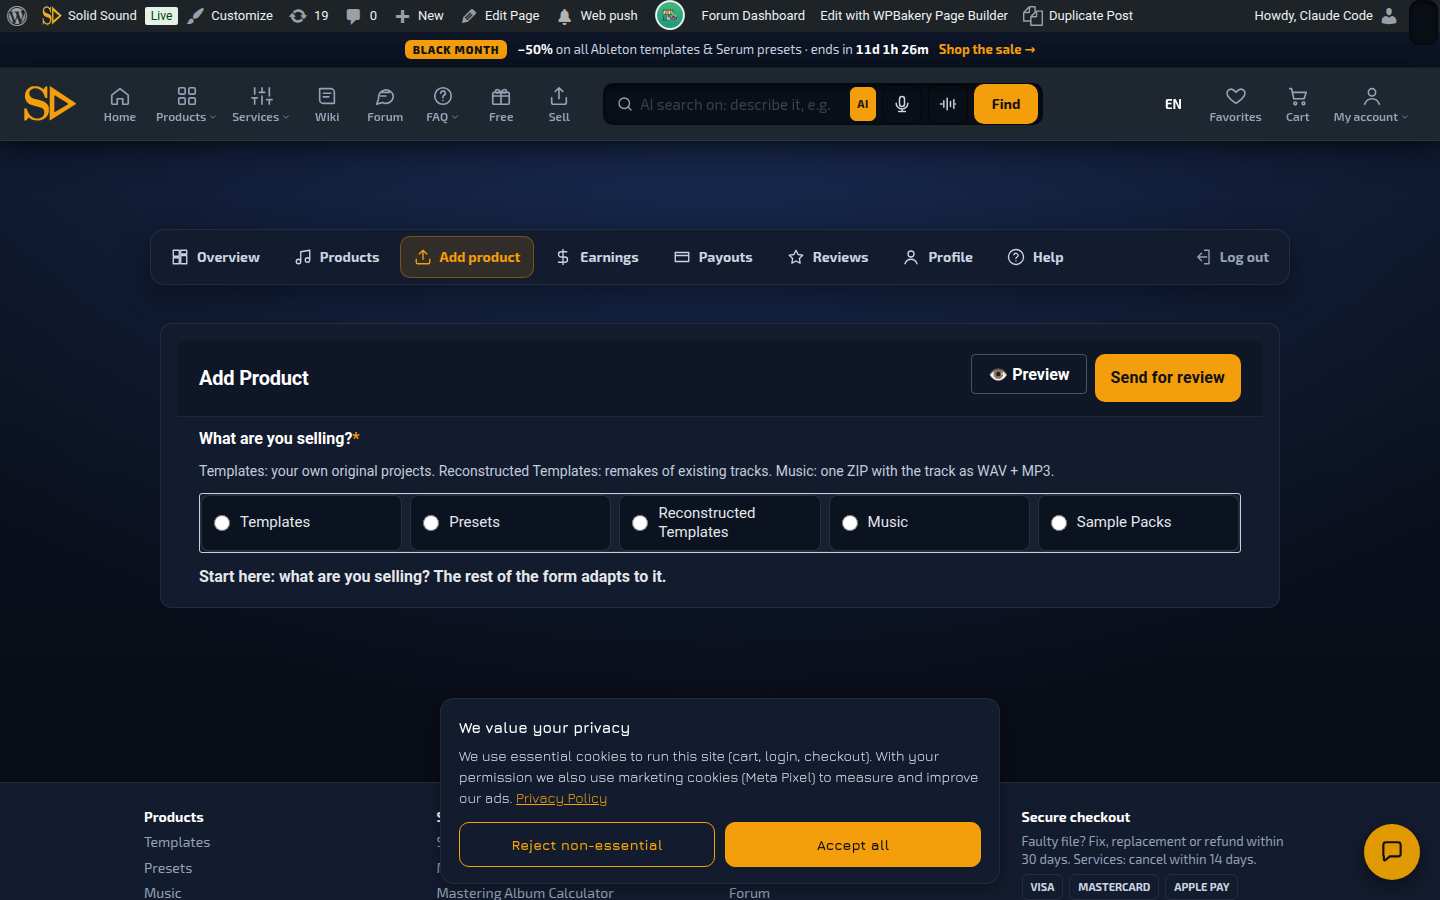 Solid Sound
Live
Customize
19
0
New
Edit Page
Web push
Forum Dashboard
Edit with WPBakery Page Builder
Duplicate Post
Howdy, Claude Code
BLACK MONTH
−50% on all Ableton templates & Serum presets · ends in 11d 1h 26m
Shop the sale →
Home
Products
Services
Wiki
Forum
FAQ
Free
Sell
AI search on: describe it, e.g.
AI
Find
EN
Favorites
Cart
My account
Overview
Products
Add product
Earnings
Payouts
Reviews
Profile
Help
Log out
Add Product
Preview
Send for review
What are you selling?*
Templates: your own original projects. Reconstructed Templates: remakes of existing tracks. Music: one ZIP with the track as WAV + MP3.
Templates
Presets
Reconstructed
Templates
Music
Sample Packs
Start here: what are you selling? The rest of the form adapts to it.
We value your privacy
We use essential cookies to run this site (cart, login, checkout). With your
permission we also use marketing cookies (Meta Pixel) to measure and improve
our ads. Privacy Policy
Reject non-essential
Accept all
Products
Templates
Presets
Music
Mastering Album Calculator
Forum
Secure checkout
Faulty file? Fix, replacement or refund within
30 days. Services: cancel within 14 days.
VISA
MASTERCARD
APPLE PAY